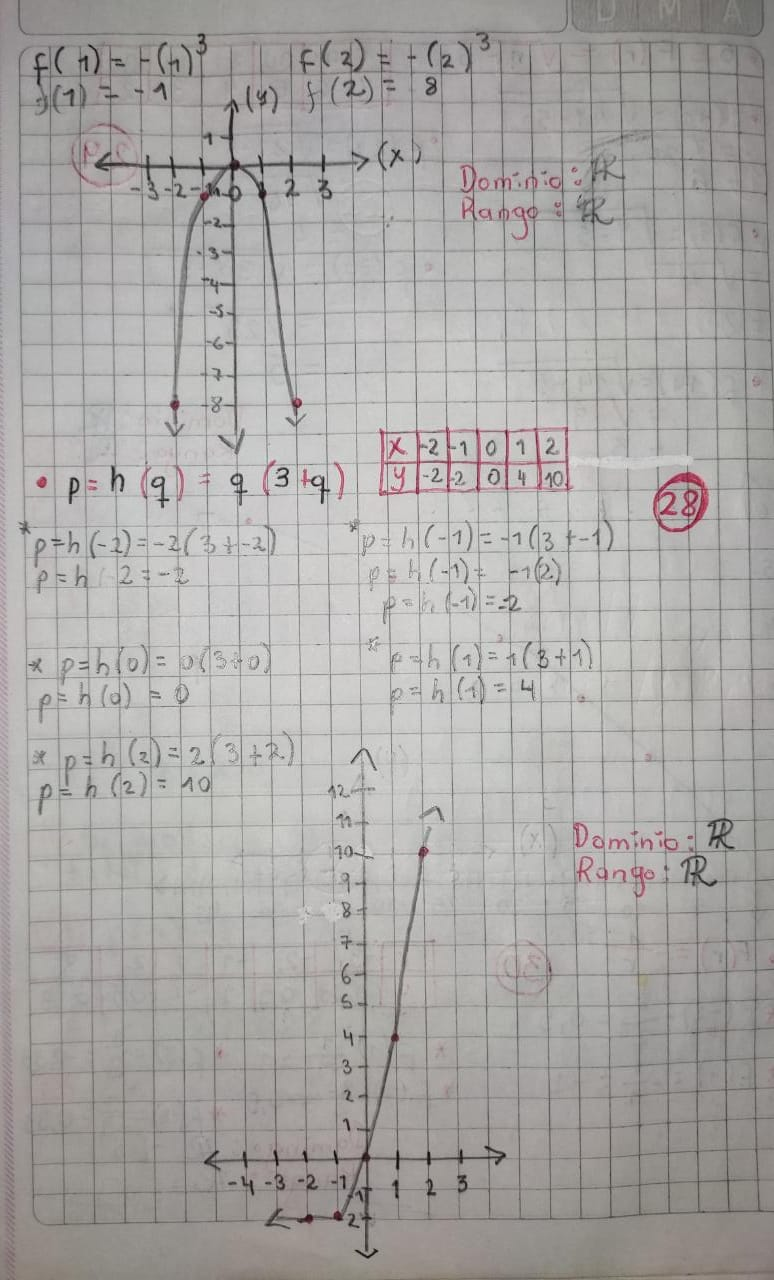 D M A
f(1) = -(1)³ f(2) = -(2)³
f(1) = -1 f(2) = 8
(y)
1
(x)
-3 -2 -1 0 2 3
-2
-3
-4
-5
-6
-7
-8
Dominio: ℝ
Rango: ℝ
x -2 -1 0 1 2
y -2 -2 0 4 10
• p = h (q) = q (3+q)
28
* p=h(-2)=-2(3+-2)
p=h(-2=-2
* p=h(-1)=-1(3+-1)
p=h(-1)= -1(2)
p=h(-1)=-2
* p=h(0)=0(3+0)
p=h(0) = 0
* p=h(1)=1(3+1)
p=h(1)=4
* p=h(2)=2(3+2)
p=h(2)=10
Dominio: ℝ
Rango: ℝ
12
11
10
9
8
7
6
5
4
3
2
1
-4 -3 -2 -1 1 2 3
-1
-2